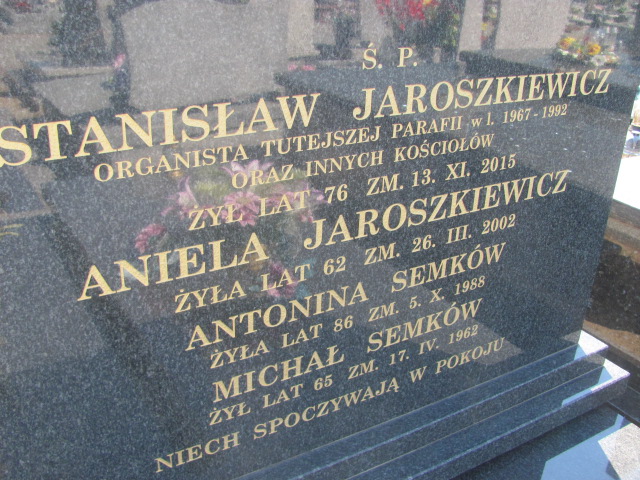 Ś. P.
STANISŁAW JAROSZKIEWICZ
ORGANISTA TUTEJSZEJ PARAFII w l. 1967-1992
ORAZ INNYCH KOŚCIOŁÓW
ŻYŁ LAT 76 ZM. 13. XI. 2015
ANIELA JAROSZKIEWICZ
ŻYŁA LAT 62 ZM. 26. III. 2002
ANTONINA SEMKÓW
ŻYŁA LAT 86 ZM. 5. X. 1988
MICHAŁ SEMKÓW
ŻYŁ LAT 65 ZM. 17. IV. 1962
NIECH SPOCZYWAJĄ W POKOJU